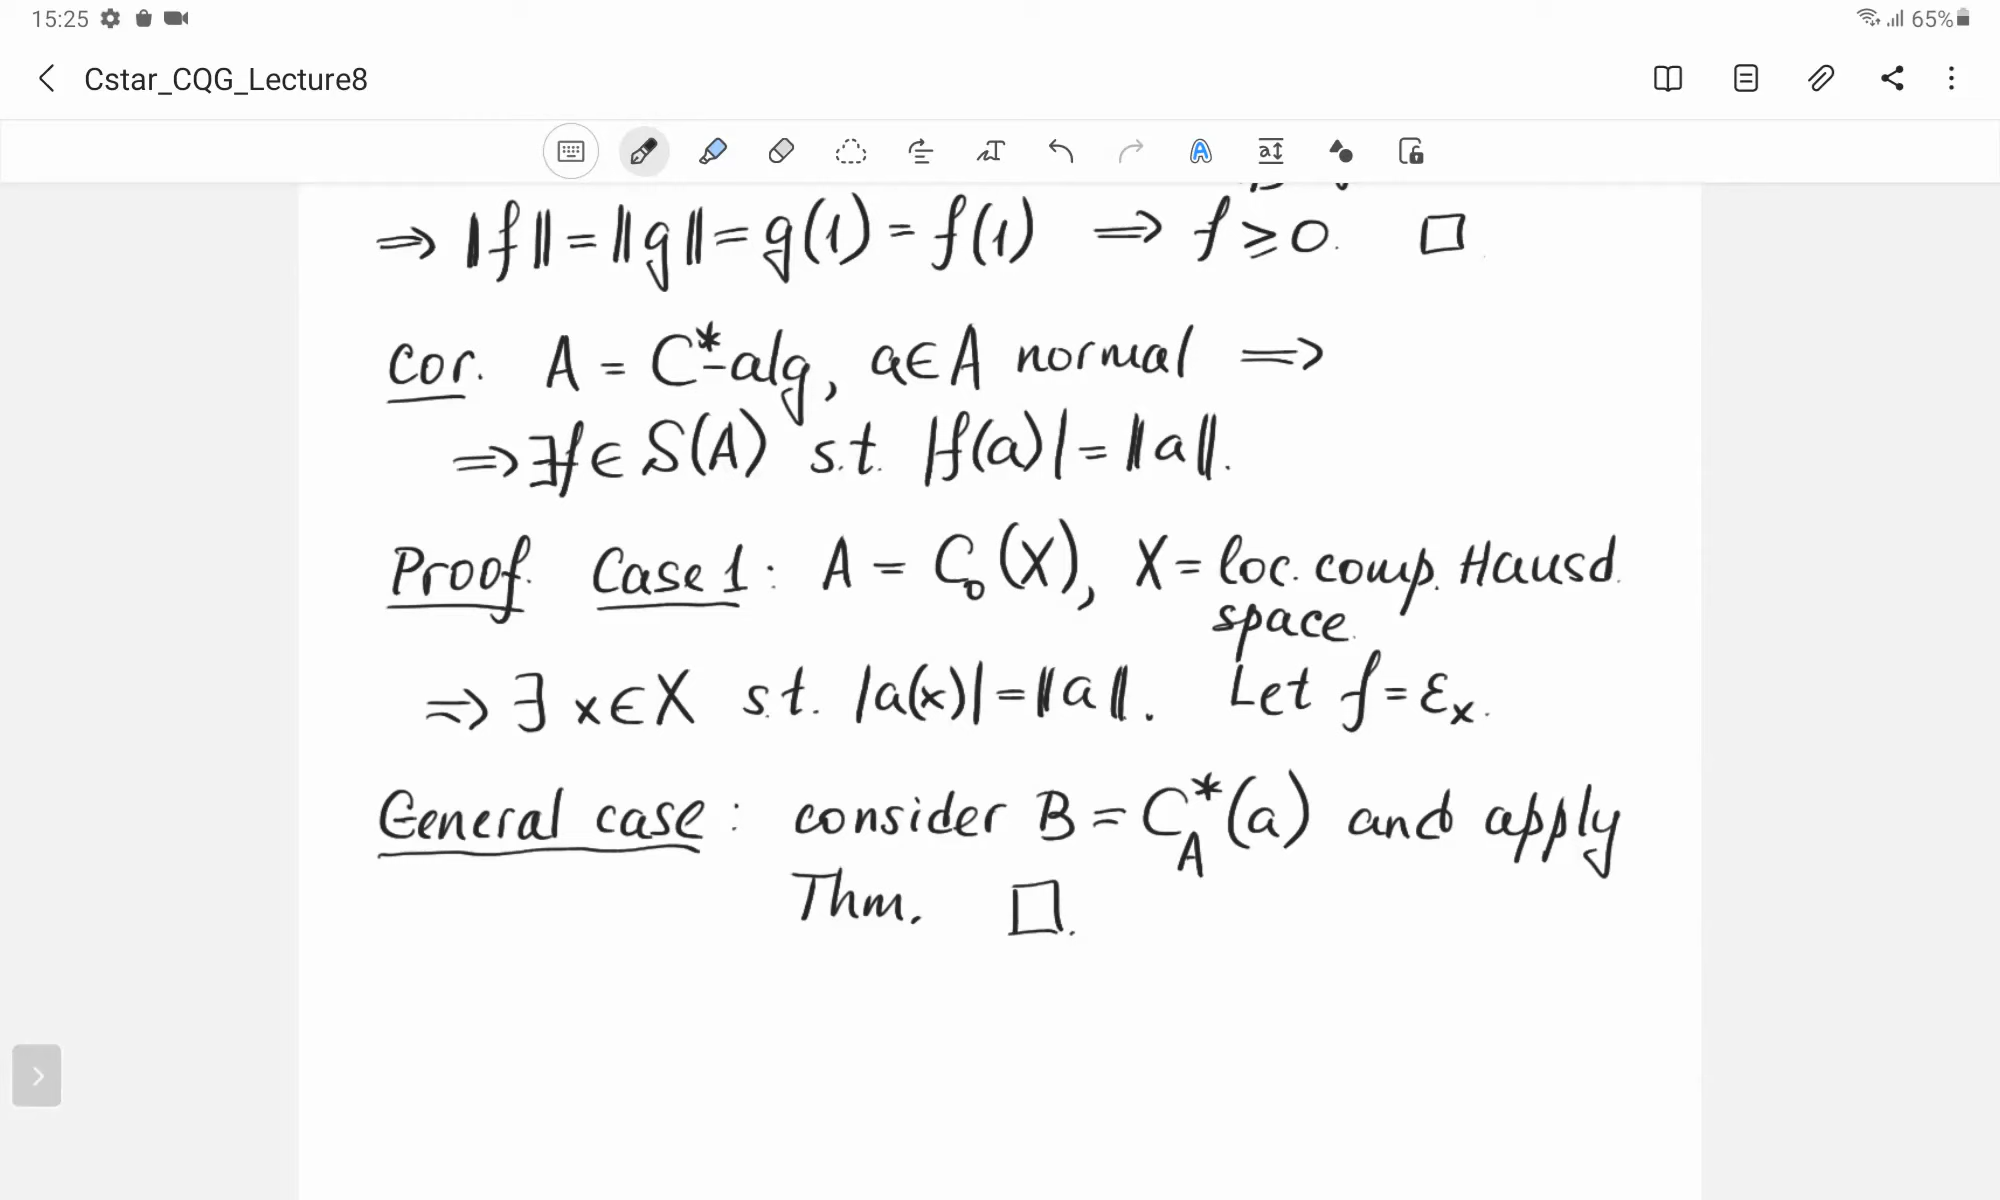 15:25 65%
Cstar_CQG_Lecture8
⇒ ‖f‖ = ‖g‖ = g(1) = f(1) ⇒ f ⩾ 0. □
Cor. A = C*-alg, a∈A normal ⇒
⇒ ∃f ∈ S(A) s.t. |f(a)| = ‖a‖.
Proof. Case 1: A = C₀(X), X = loc. comp. Hausd.
space.
⇒ ∃ x∈X s.t. |a(x)| = ‖a‖. Let f = εₓ.
General case: consider B = C*_A(a) and apply
Thm. □.